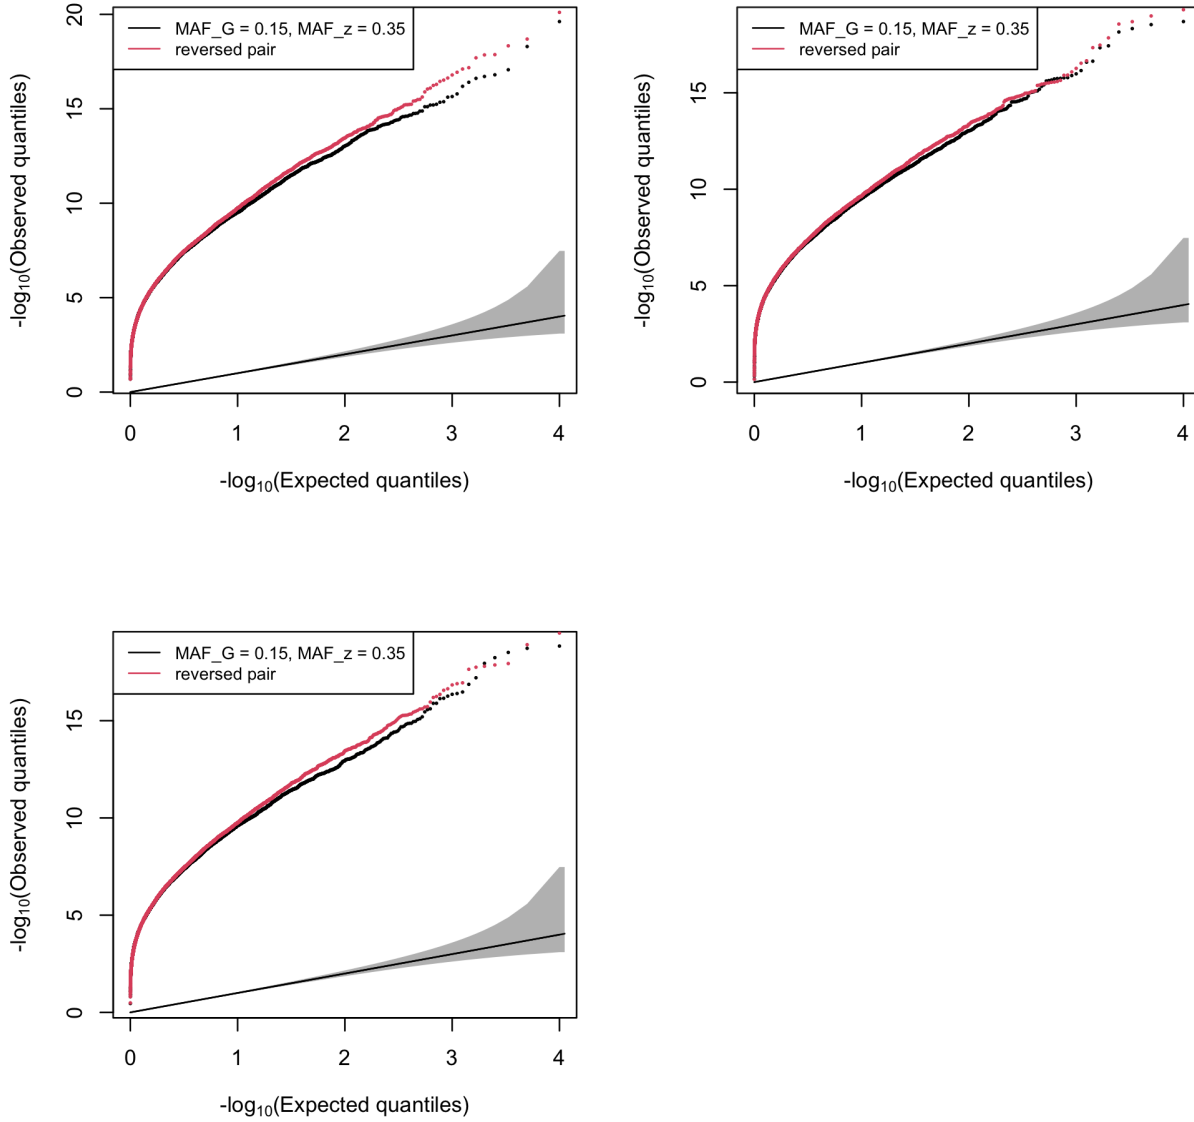 MAF_G = 0.15, MAF_z = 0.35
reversed pair
20
15
10
5
0
-log10(Observed quantiles)
0 1 2 3 4
-log10(Expected quantiles)
MAF_G = 0.15, MAF_z = 0.35
reversed pair
15
10
5
0
-log10(Observed quantiles)
0 1 2 3 4
-log10(Expected quantiles)
MAF_G = 0.15, MAF_z = 0.35
reversed pair
15
10
5
0
-log10(Observed quantiles)
0 1 2 3 4
-log10(Expected quantiles)